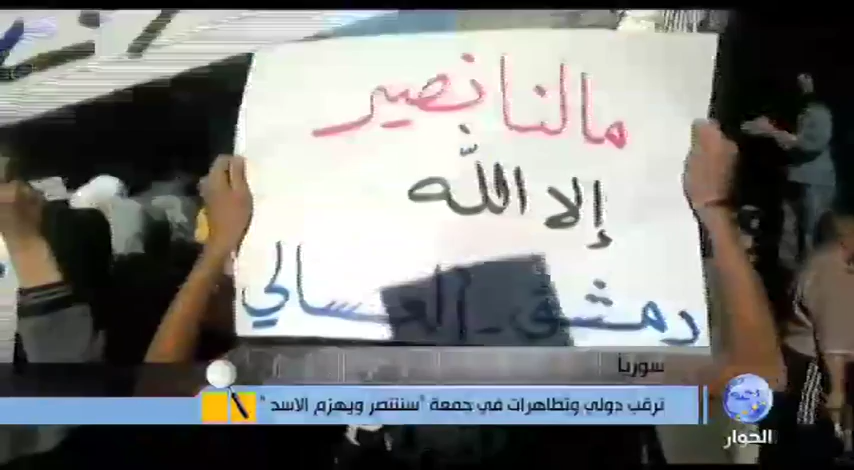 مالنا نصير
إلا الله
دمشق - العسالي
سوريا
ترقب دولي وتظاهرات في جمعة "سننتصر ويهزم الاسد"
الحوار